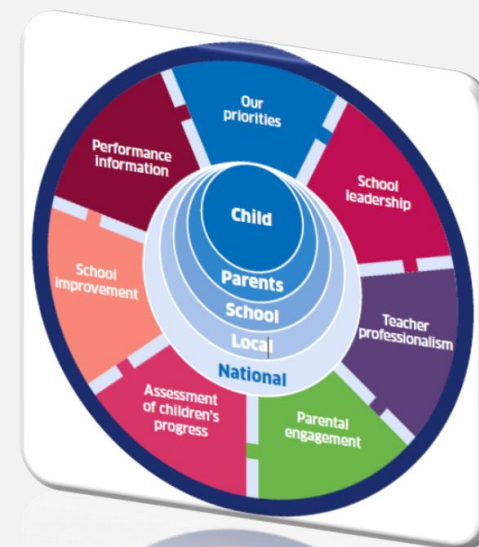 Our
priorities
School
leadership
Teacher
professionalism
Parental
engagement
Assessment
of children's
progress
School
improvement
Performance
information
Child
Parents
School
Local
National